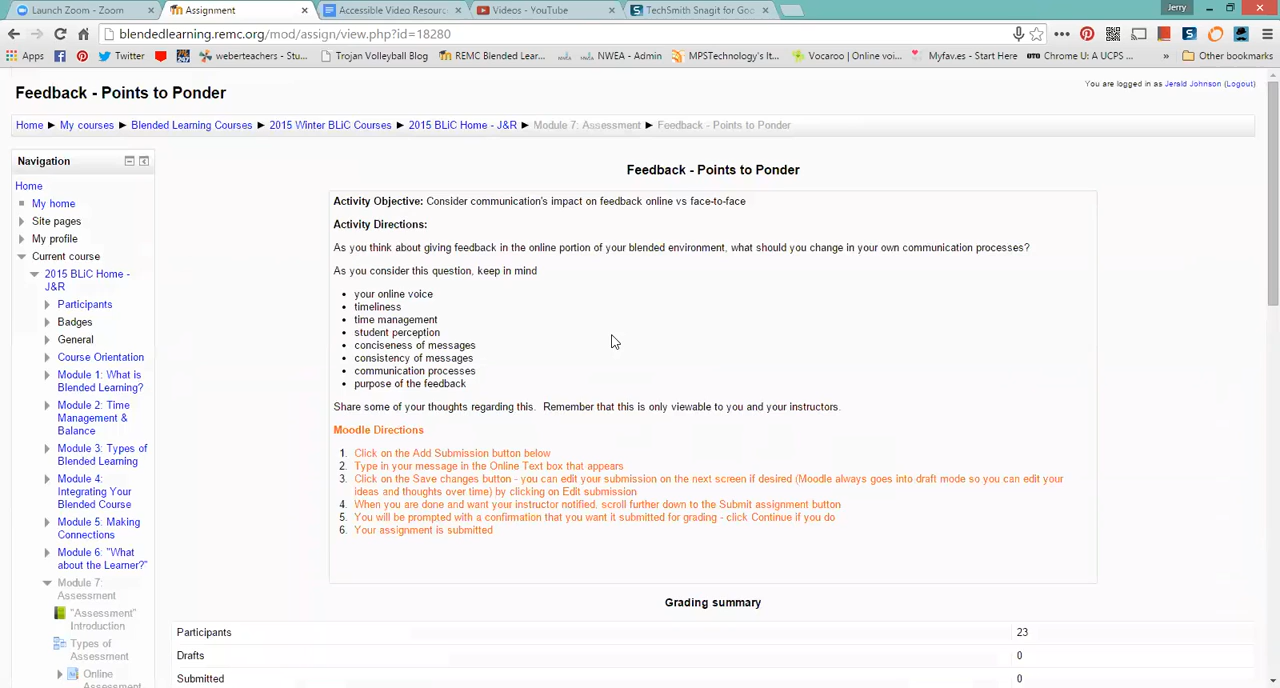 Launch Zoom - Zoom
Assignment
Accessible Video Resourc
Videos - YouTube
TechSmith Snagit for Goo
Jerry
blendedlearning.remc.org/mod/assign/view.php?id=18280
Apps
Twitter
weberteachers - Stu...
Trojan Volleyball Blog
REMC Blended Lear...
NWEA - Admin
MPSTechnology's It...
Vocaroo | Online voi...
Myfav.es - Start Here
Chrome U: A UCPS ...
»
Other bookmarks
You are logged in as Jerald Johnson (Logout)
Feedback - Points to Ponder
Home ► My courses ► Blended Learning Courses ► 2015 Winter BLiC Courses ► 2015 BLiC Home - J&R ► Module 7: Assessment ► Feedback - Points to Ponder
Navigation
Home
My home
Site pages
My profile
Current course
2015 BLiC Home -
J&R
Participants
Badges
General
Course Orientation
Module 1: What is
Blended Learning?
Module 2: Time
Management &
Balance
Module 3: Types of
Blended Learning
Module 4:
Integrating Your
Blended Course
Module 5: Making
Connections
Module 6: "What
about the Learner?"
Module 7:
Assessment
"Assessment"
Introduction
Types of
Assessment
Online
Assessment
Feedback - Points to Ponder
Activity Objective: Consider communication's impact on feedback online vs face-to-face
Activity Directions:
As you think about giving feedback in the online portion of your blended environment, what should you change in your own communication processes?
As you consider this question, keep in mind
• your online voice
• timeliness
• time management
• student perception
• conciseness of messages
• consistency of messages
• communication processes
• purpose of the feedback
Share some of your thoughts regarding this. Remember that this is only viewable to you and your instructors.
Moodle Directions
1. Click on the Add Submission button below
2. Type in your message in the Online Text box that appears
3. Click on the Save changes button - you can edit your submission on the next screen if desired (Moodle always goes into draft mode so you can edit your
ideas and thoughts over time) by clicking on Edit submission
4. When you are done and want your instructor notified, scroll further down to the Submit assignment button
5. You will be prompted with a confirmation that you want it submitted for grading - click Continue if you do
6. Your assignment is submitted
Grading summary
Participants 23
Drafts 0
Submitted 0